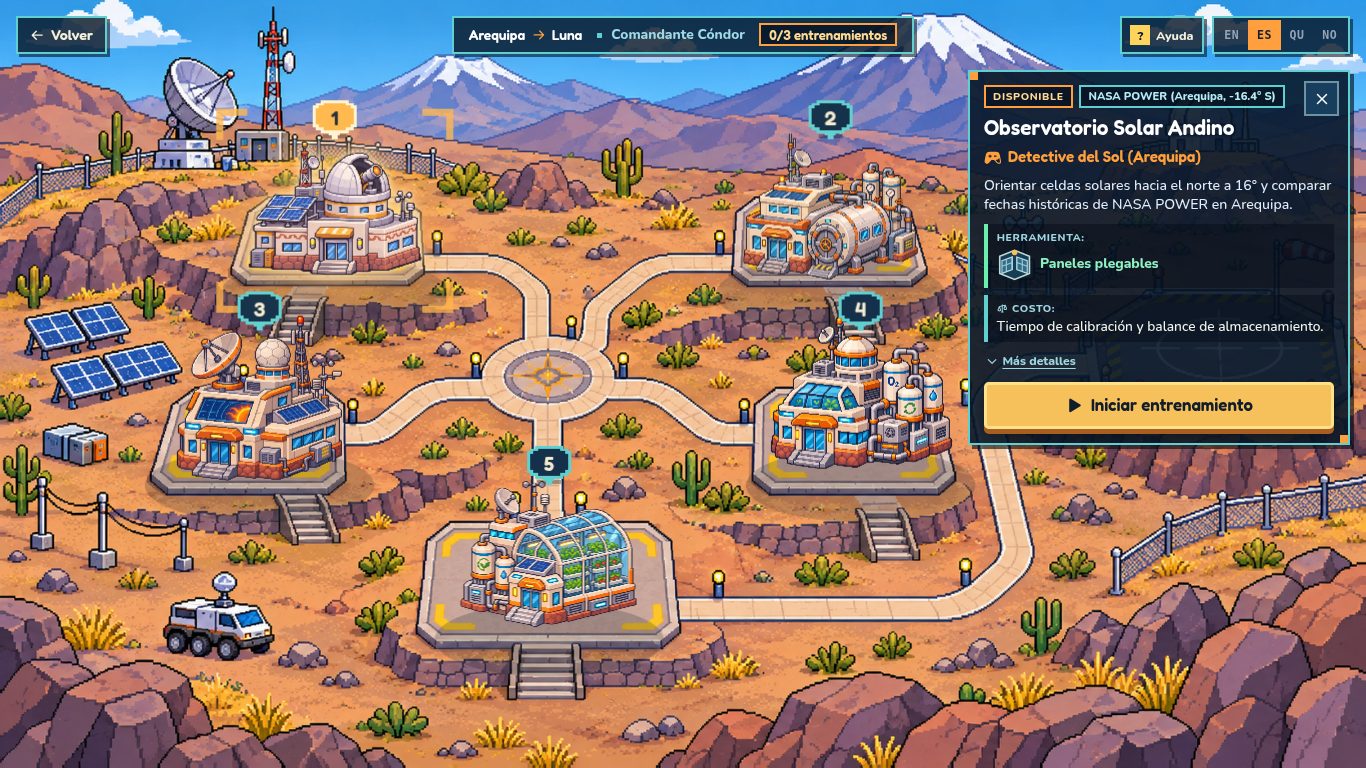 ← Volver
Arequipa → Luna ▪ Comandante Cóndor 0/3 entrenamientos
? Ayuda
EN ES QU NO
DISPONIBLE NASA POWER (Arequipa, -16.4° S)
Observatorio Solar Andino
Detective del Sol (Arequipa)
Orientar celdas solares hacia el norte a 16° y comparar
fechas históricas de NASA POWER en Arequipa.
HERRAMIENTA:
Paneles plegables
COSTO:
Tiempo de calibración y balance de almacenamiento.
Más detalles
Iniciar entrenamiento
1
2
3
4
O₂
5